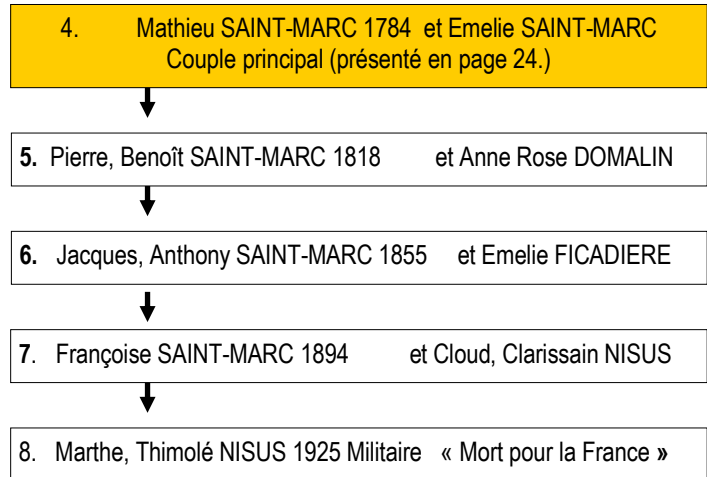 4. Mathieu SAINT-MARC 1784 et Emelie SAINT-MARC
Couple principal (présenté en page 24.)
5. Pierre, Benoît SAINT-MARC 1818 et Anne Rose DOMALIN
6. Jacques, Anthony SAINT-MARC 1855 et Emelie FICADIERE
7. Françoise SAINT-MARC 1894 et Cloud, Clarissain NISUS
8. Marthe, Thimolé NISUS 1925 Militaire « Mort pour la France »